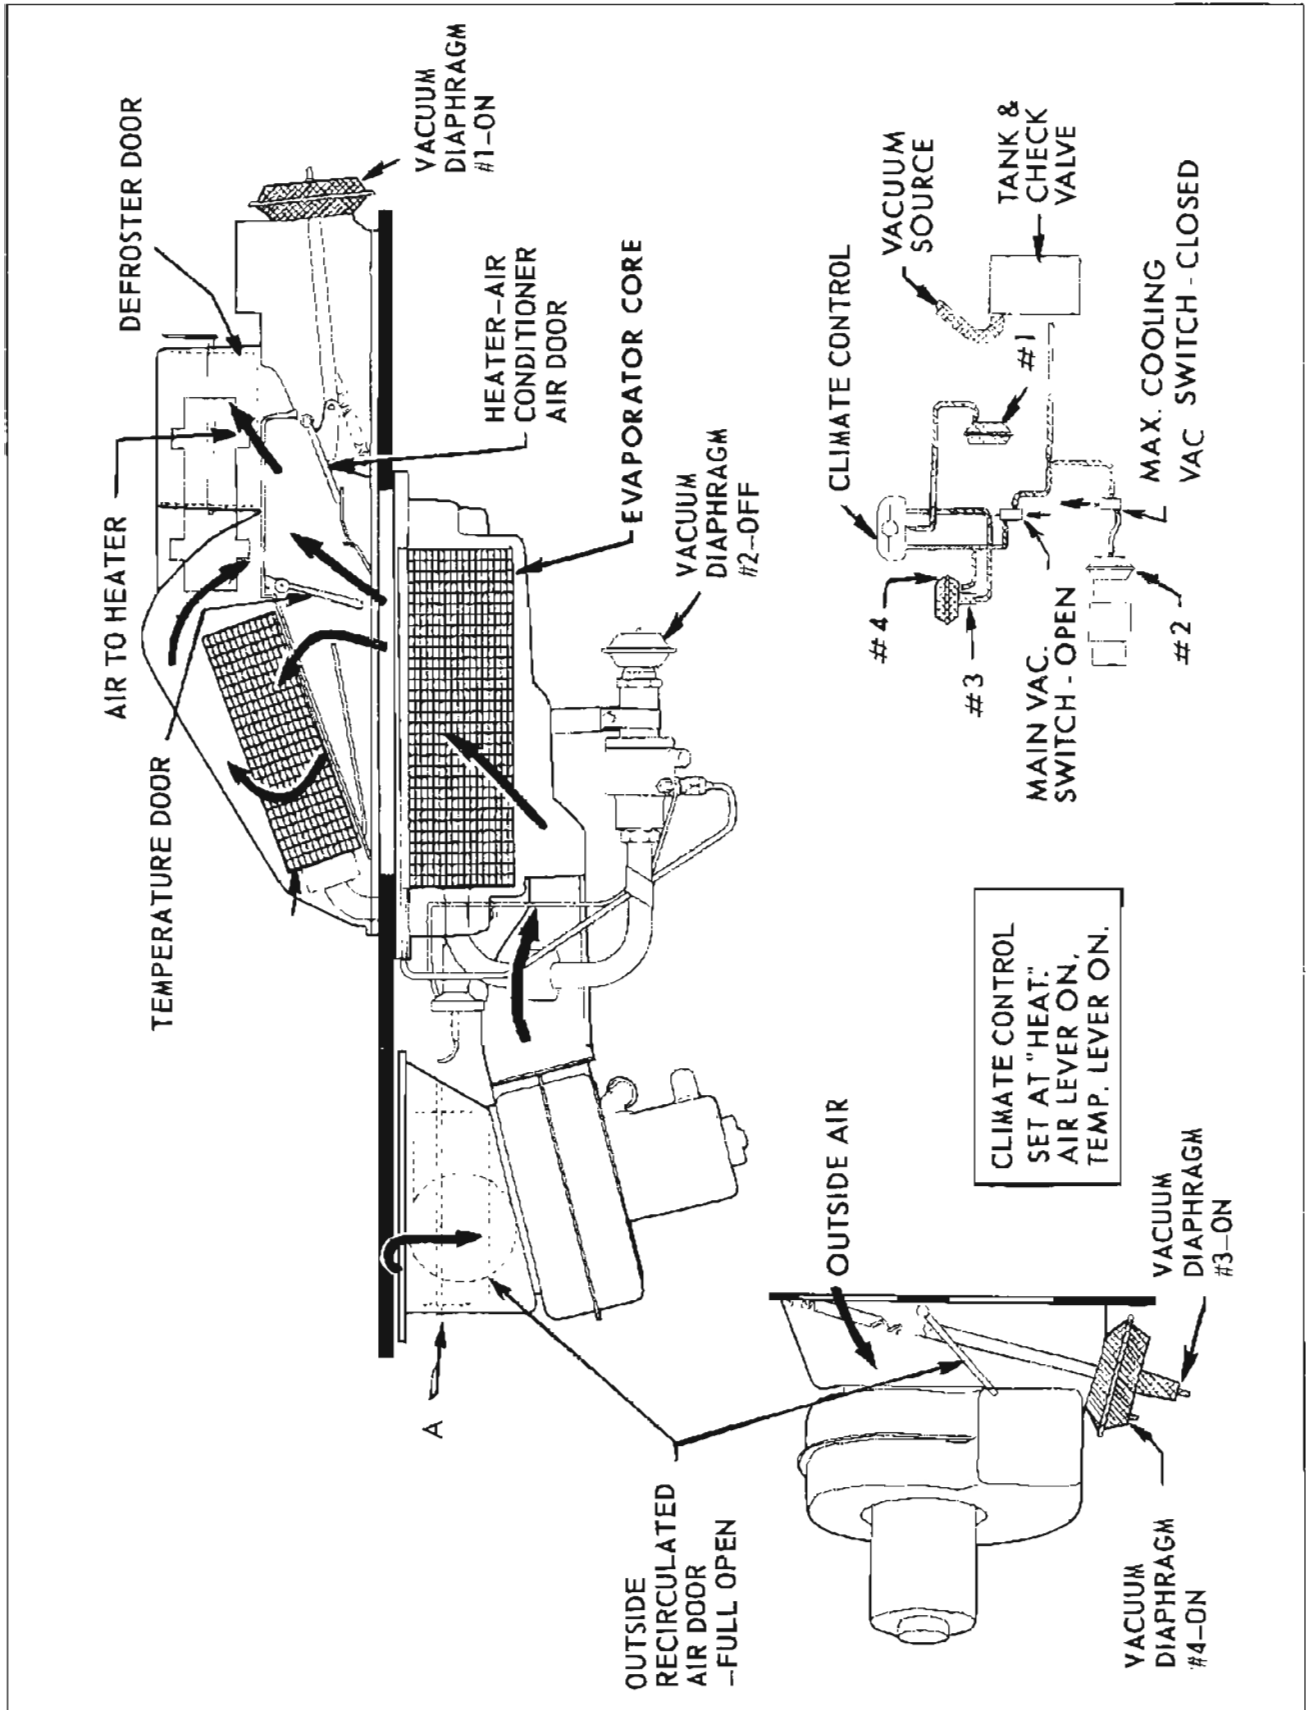 DEFROSTER DOOR
AIR TO HEATER
TEMPERATURE DOOR
VACUUM
DIAPHRAGM
#1-ON
HEATER-AIR
CONDITIONER
AIR DOOR
EVAPORATOR CORE
VACUUM
DIAPHRAGM
#2-OFF
A
OUTSIDE
RECIRCULATED
AIR DOOR
-FULL OPEN
OUTSIDE AIR
VACUUM
DIAPHRAGM
#3-ON
VACUUM
DIAPHRAGM
#4-ON
CLIMATE CONTROL
SET AT "HEAT."
AIR LEVER ON,
TEMP. LEVER ON.
CLIMATE CONTROL
VACUUM
SOURCE
TANK &
CHECK
VALVE
#1
#4
#3
#2
MAIN VAC.
SWITCH - OPEN
MAX. COOLING
VAC SWITCH - CLOSED